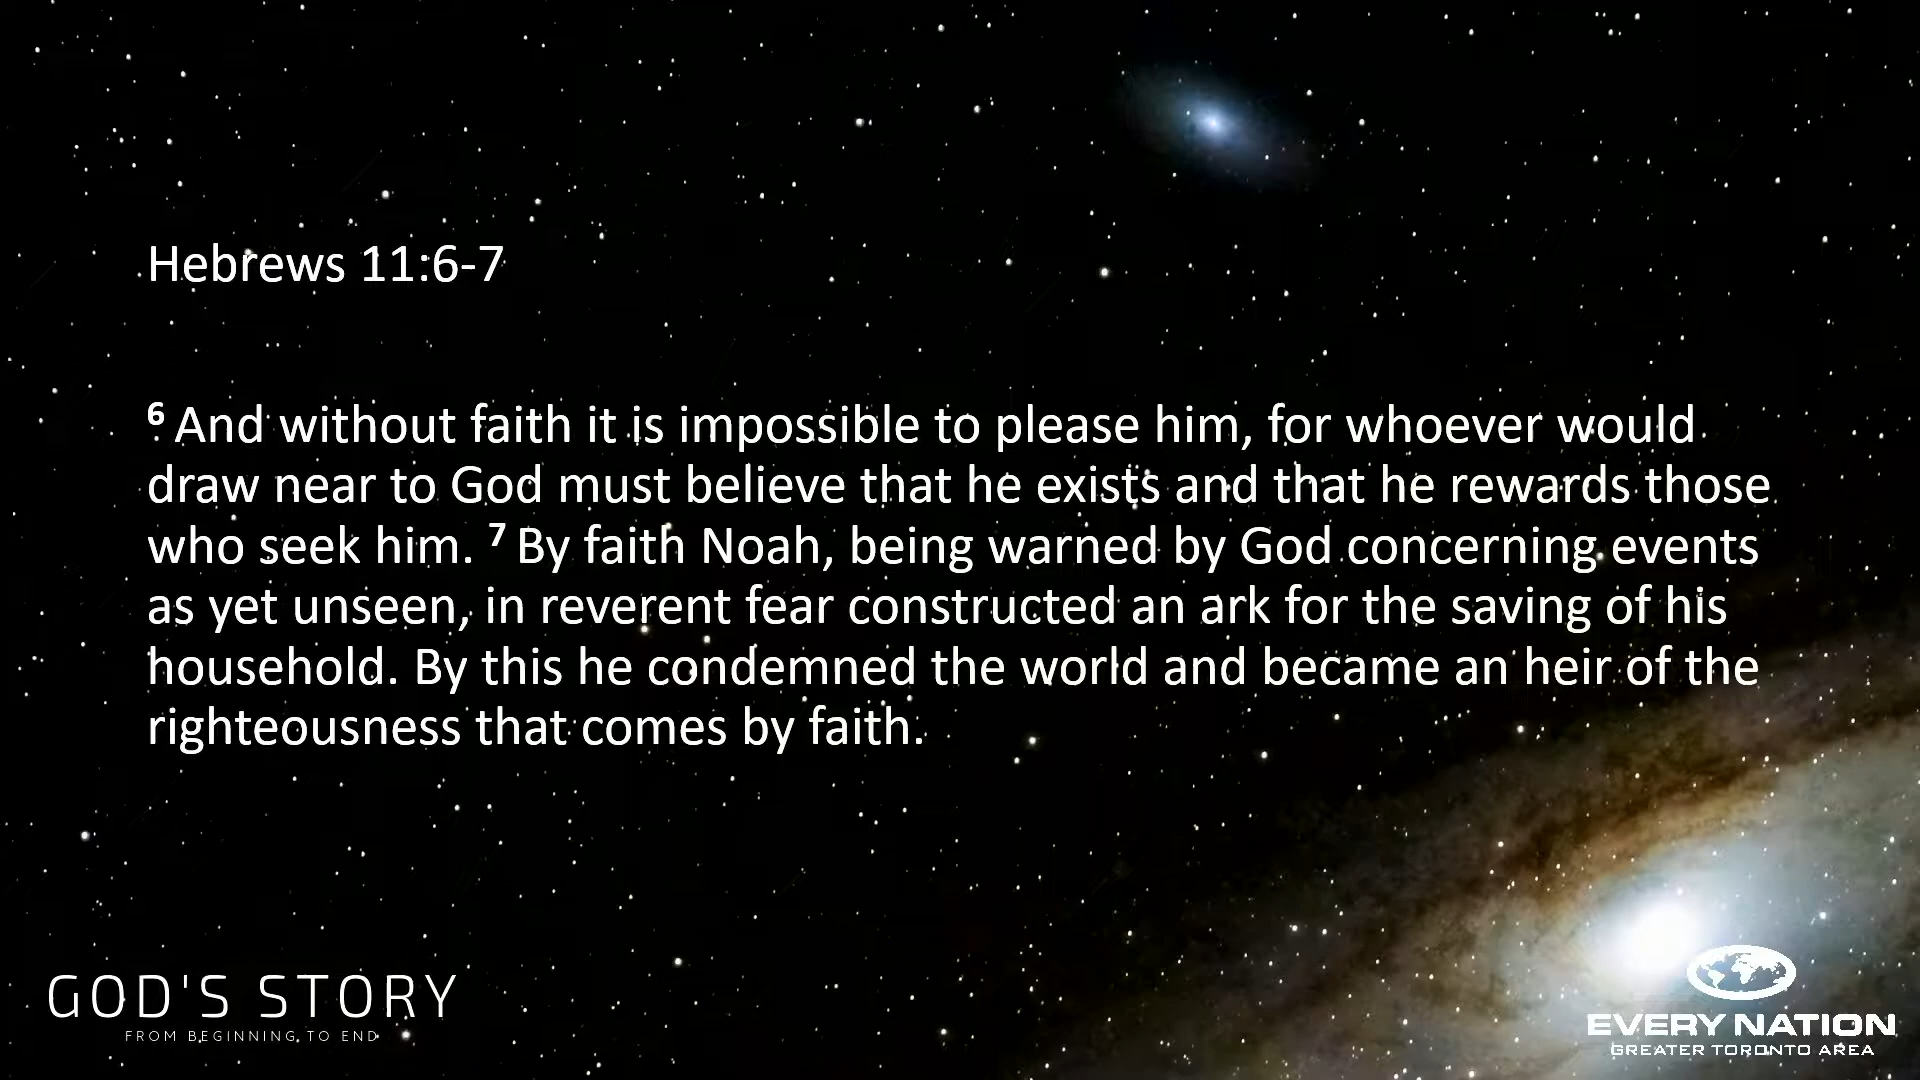 Hebrews 11:6-7
⁶ And without faith it is impossible to please him, for whoever would
draw near to God must believe that he exists and that he rewards those
who seek him. ⁷ By faith Noah, being warned by God concerning events
as yet unseen, in reverent fear constructed an ark for the saving of his
household. By this he condemned the world and became an heir of the
righteousness that comes by faith.
GOD'S STORY
FROM BEGINNING TO END
EVERY NATION
GREATER TORONTO AREA